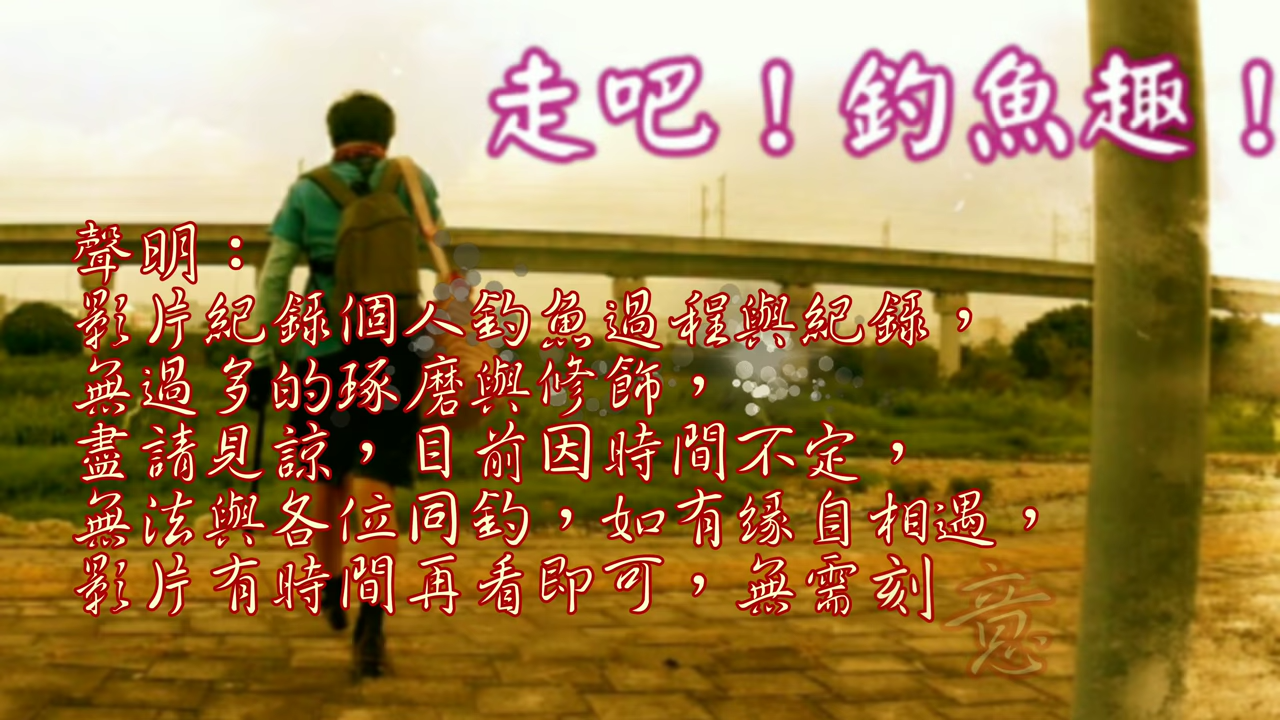 走吧！釣魚趣！
聲明：
影片紀錄個人釣魚過程與紀錄，
無過多的琢磨與修飾，
盡請見諒，目前因時間不定，
無法與各位同釣，如有緣自相遇，
影片有時間再看即可，無需刻意